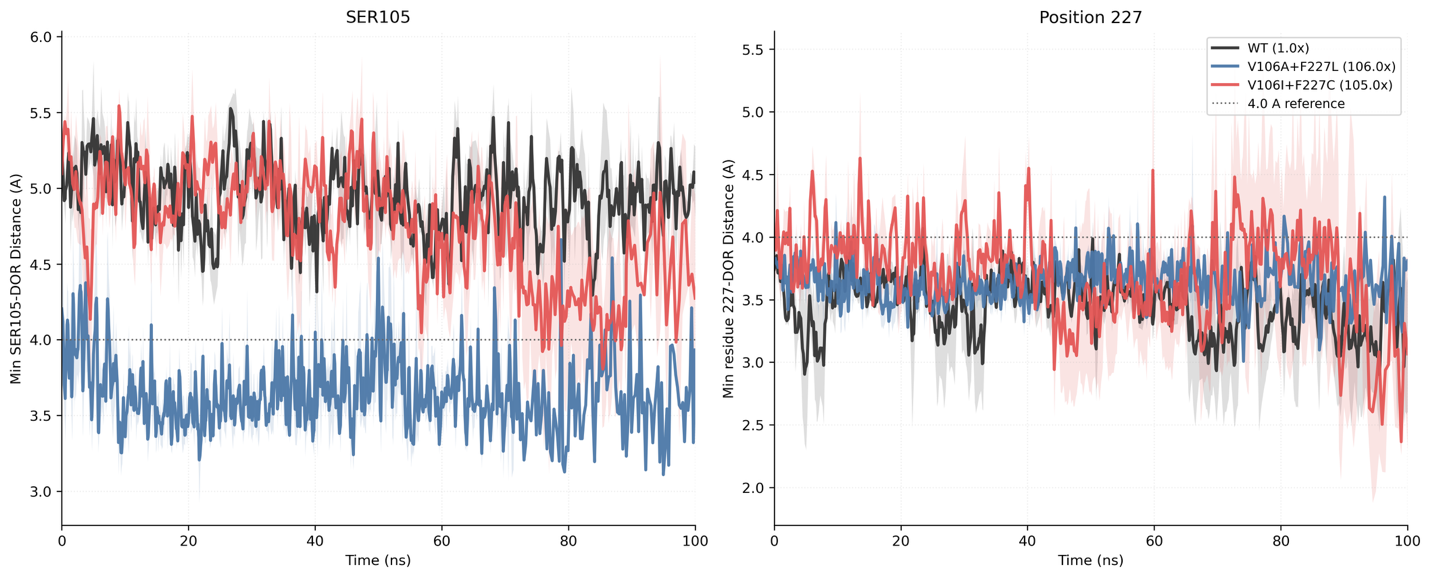 SER105
Min SER105-DOR Distance (A)
6.0
5.5
5.0
4.5
4.0
3.5
3.0
0
20
40
60
80
100
Time (ns)
Position 227
Min residue 227-DOR Distance (A)
5.5
5.0
4.5
4.0
3.5
3.0
2.5
2.0
WT (1.0x)
V106A+F227L (106.0x)
V106I+F227C (105.0x)
4.0 A reference
0
20
40
60
80
100
Time (ns)